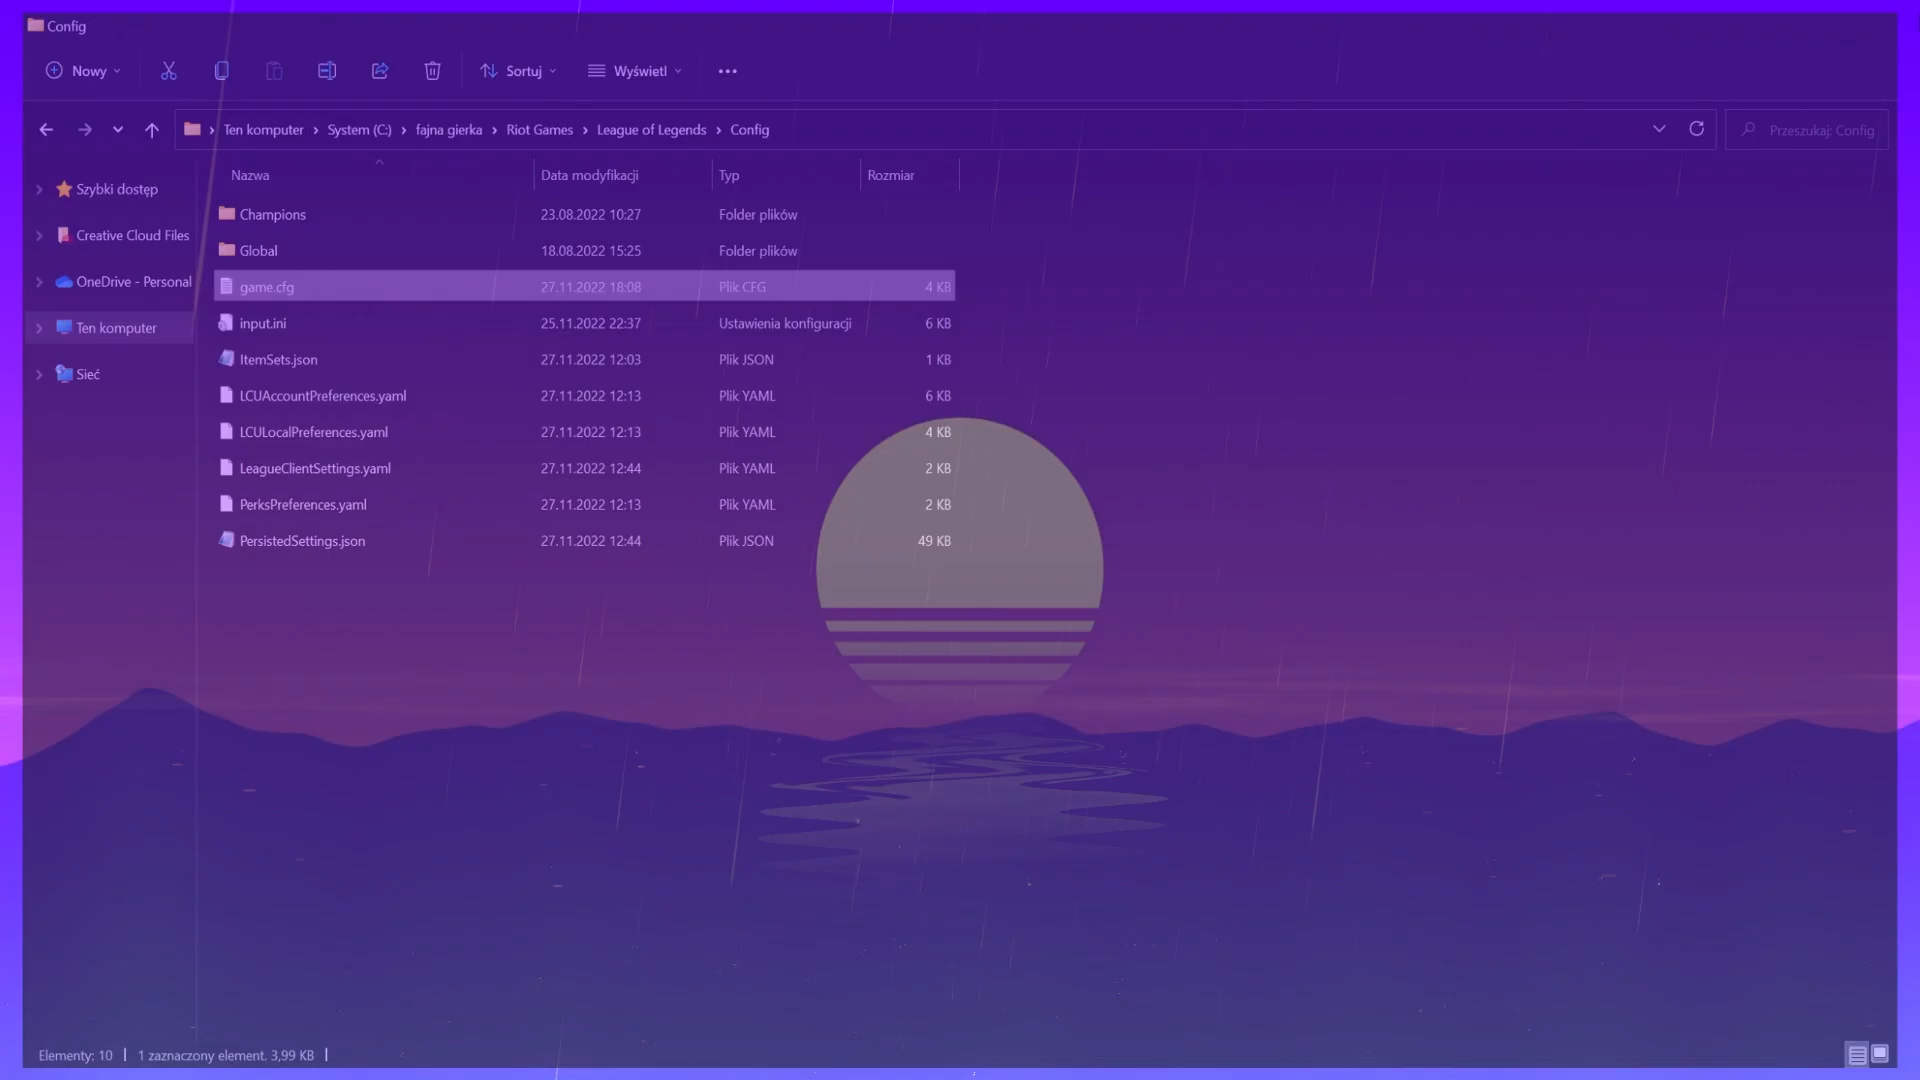 Config
Nowy Sortuj Wyświetl
Ten komputer › System (C:) › fajna gierka › Riot Games › League of Legends › Config Przeszukaj: Config
Nazwa Data modyfikacji Typ Rozmiar
Szybki dostęp
Creative Cloud Files
OneDrive - Personal
Ten komputer
Sieć
Champions 23.08.2022 10:27 Folder plików
Global 18.08.2022 15:25 Folder plików
game.cfg 27.11.2022 18:08 Plik CFG 4 KB
input.ini 25.11.2022 22:37 Ustawienia konfiguracji 6 KB
ItemSets.json 27.11.2022 12:03 Plik JSON 1 KB
LCUAccountPreferences.yaml 27.11.2022 12:13 Plik YAML 6 KB
LCULocalPreferences.yaml 27.11.2022 12:13 Plik YAML 4 KB
LeagueClientSettings.yaml 27.11.2022 12:44 Plik YAML 2 KB
PerksPreferences.yaml 27.11.2022 12:13 Plik YAML 2 KB
PersistedSettings.json 27.11.2022 12:44 Plik JSON 49 KB
Elementy: 10 | 1 zaznaczony element. 3,99 KB |